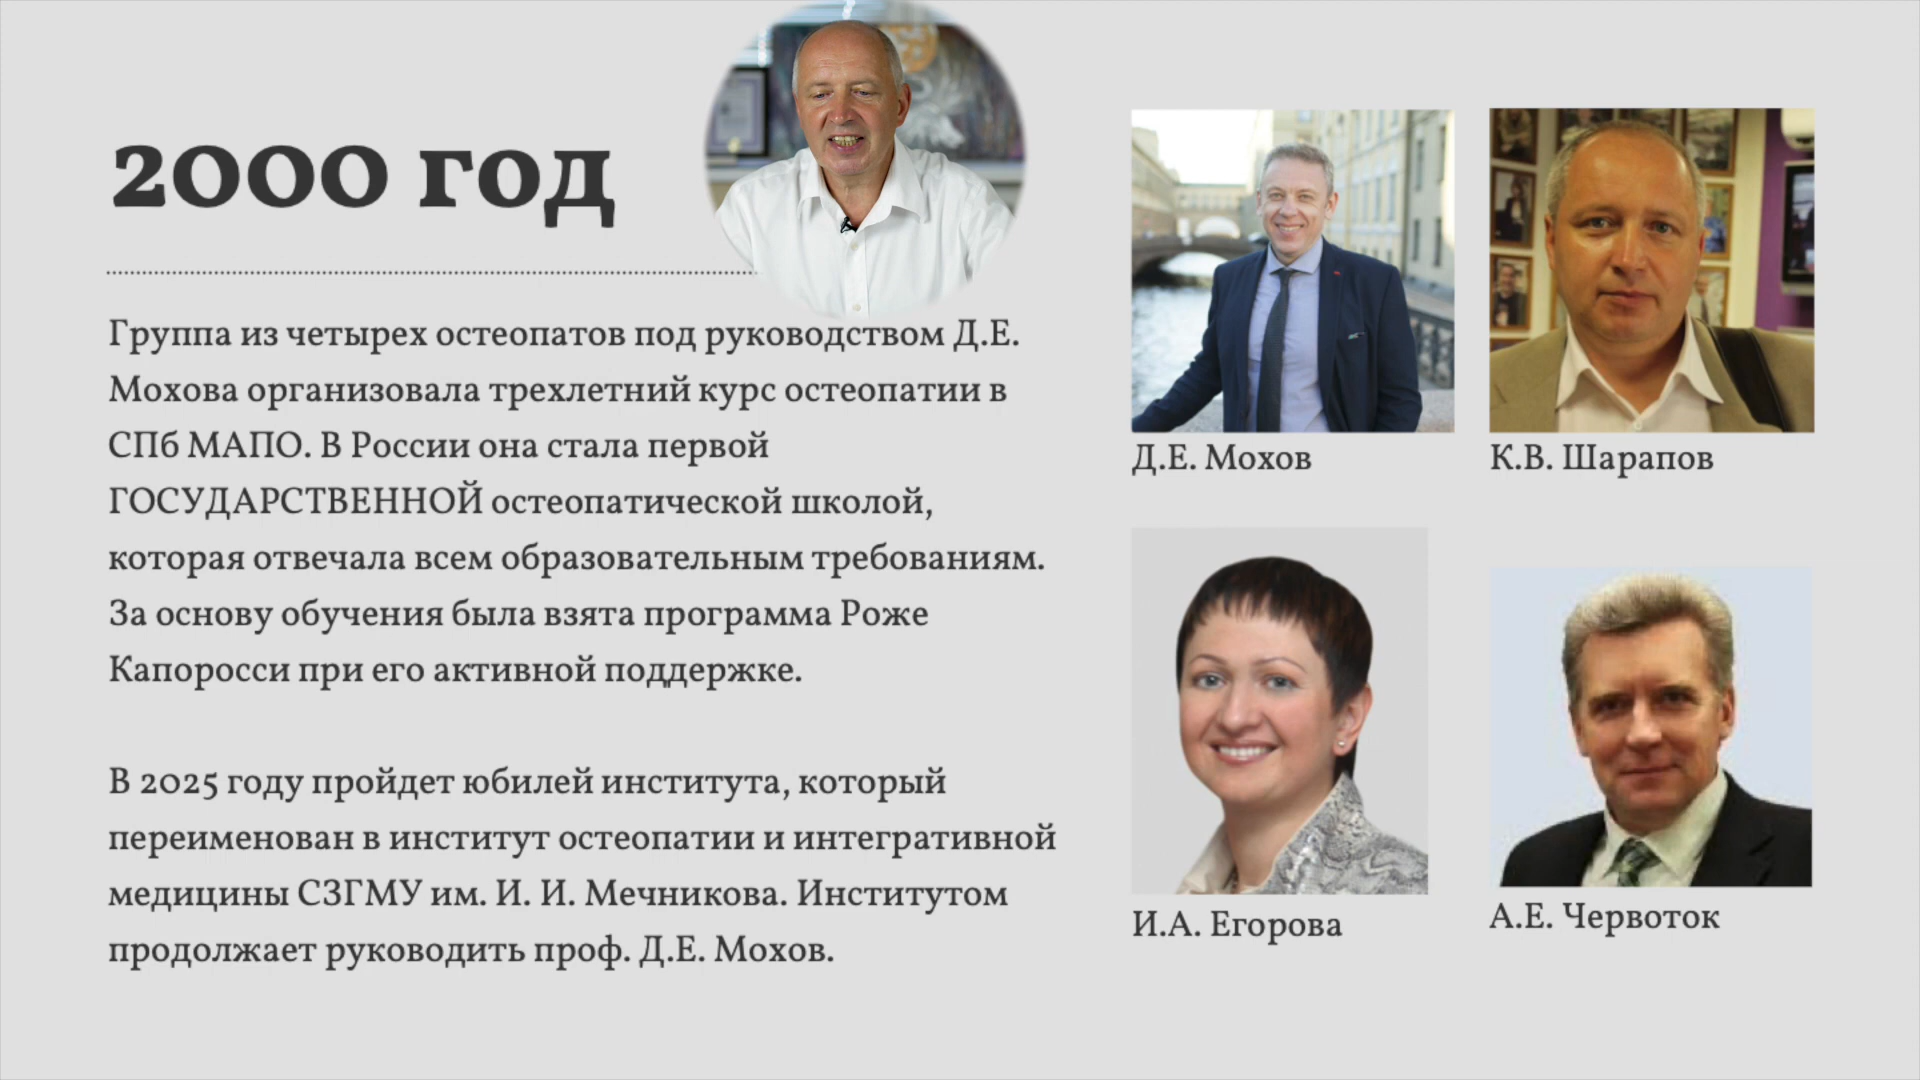 2000 год
Группа из четырех остеопатов под руководством Д.Е.
Мохова организовала трехлетний курс остеопатии в
СПб МАПО. В России она стала первой
ГОСУДАРСТВЕННОЙ остеопатической школой,
которая отвечала всем образовательным требованиям.
За основу обучения была взята программа Роже
Капоросси при его активной поддержке.
В 2025 году пройдет юбилей института, который
переименован в институт остеопатии и интегративной
медицины СЗГМУ им. И. И. Мечникова. Институтом
продолжает руководить проф. Д.Е. Мохов.
Д.Е. Мохов
К.В. Шарапов
И.А. Егорова
А.Е. Червоток